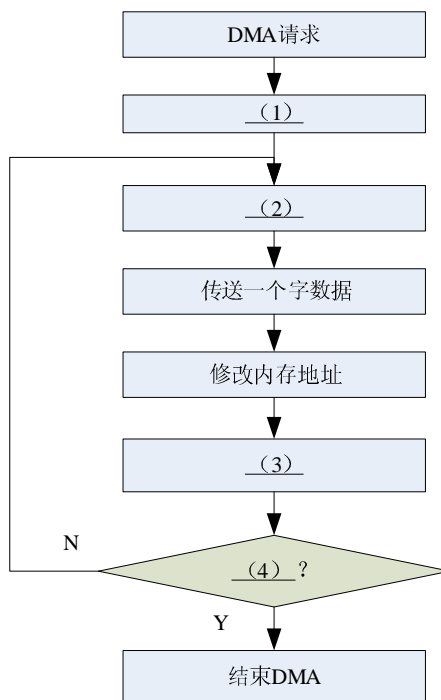 DMA请求
（1）
（2）
传送一个字数据
修改内存地址
（3）
N
（4）？
Y
结束DMA